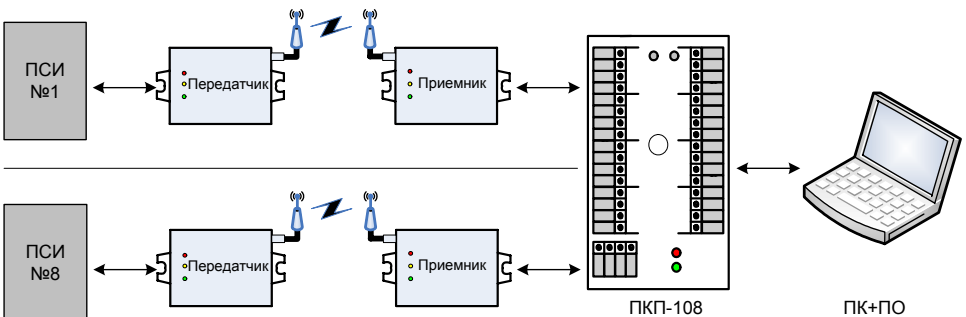 ПСИ
№1
Передатчик
Приемник
ПСИ
№8
Передатчик
Приемник
ПКП-108
ПК+ПО